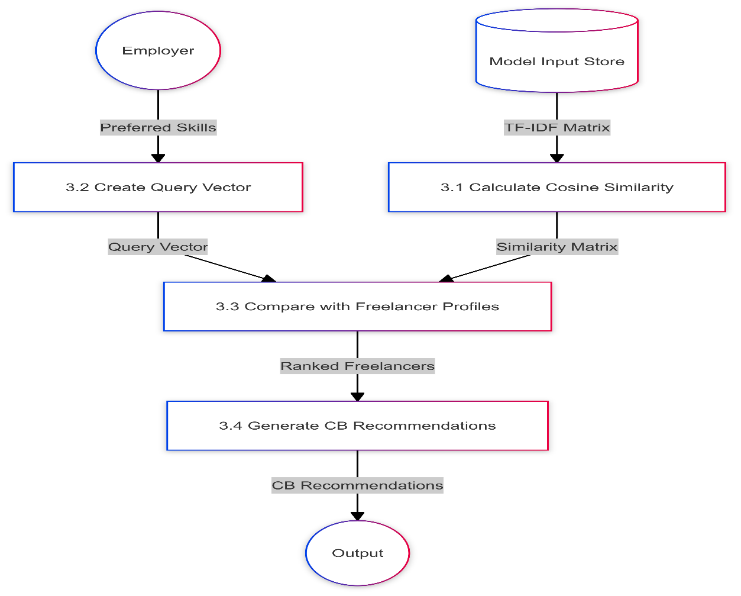 Employer
Model Input Store
Preferred Skills
TF-IDF Matrix
3.2 Create Query Vector
3.1 Calculate Cosine Similarity
Query Vector
Similarity Matrix
3.3 Compare with Freelancer Profiles
Ranked Freelancers
3.4 Generate CB Recommendations
CB Recommendations
Output